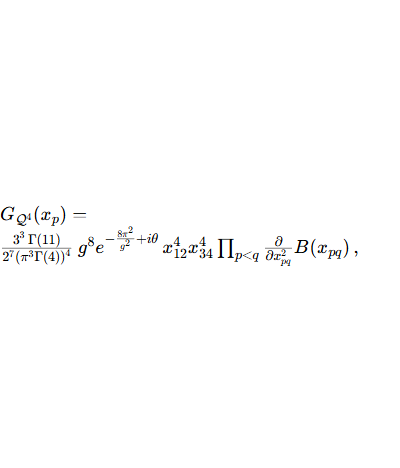 G_{\mathcal{Q}^4}(x_p) =
\frac{3^3 \, \Gamma(11)}{2^7 (\pi^3 \Gamma(4))^4} \, g^8 e^{-\frac{8\pi^2}{g^2} + i\theta} \, x_{12}^4 x_{34}^4 \prod_{p<q} \frac{\partial}{\partial x_{pq}^2} B(x_{pq}) \, ,